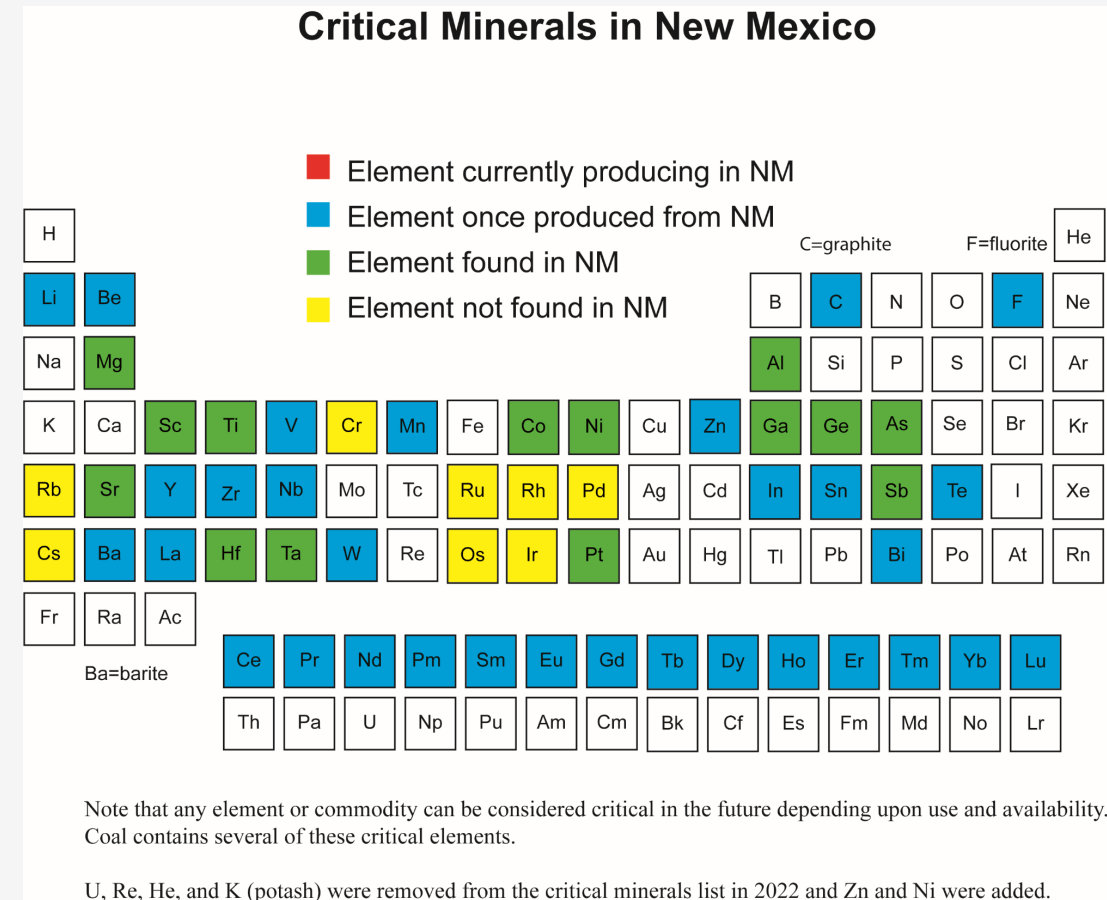 Critical Minerals in New Mexico
Element currently producing in NM
Element once produced from NM
Element found in NM
Element not found in NM
C=graphite F=fluorite
H He
Li Be B C N O F Ne
Na Mg Al Si P S Cl Ar
K Ca Sc Ti V Cr Mn Fe Co Ni Cu Zn Ga Ge As Se Br Kr
Rb Sr Y Zr Nb Mo Tc Ru Rh Pd Ag Cd In Sn Sb Te I Xe
Cs Ba La Hf Ta W Re Os Ir Pt Au Hg Tl Pb Bi Po At Rn
Fr Ra Ac
Ba=barite
Ce Pr Nd Pm Sm Eu Gd Tb Dy Ho Er Tm Yb Lu
Th Pa U Np Pu Am Cm Bk Cf Es Fm Md No Lr
Note that any element or commodity can be considered critical in the future depending upon use and availability.
Coal contains several of these critical elements.
U, Re, He, and K (potash) were removed from the critical minerals list in 2022 and Zn and Ni were added.